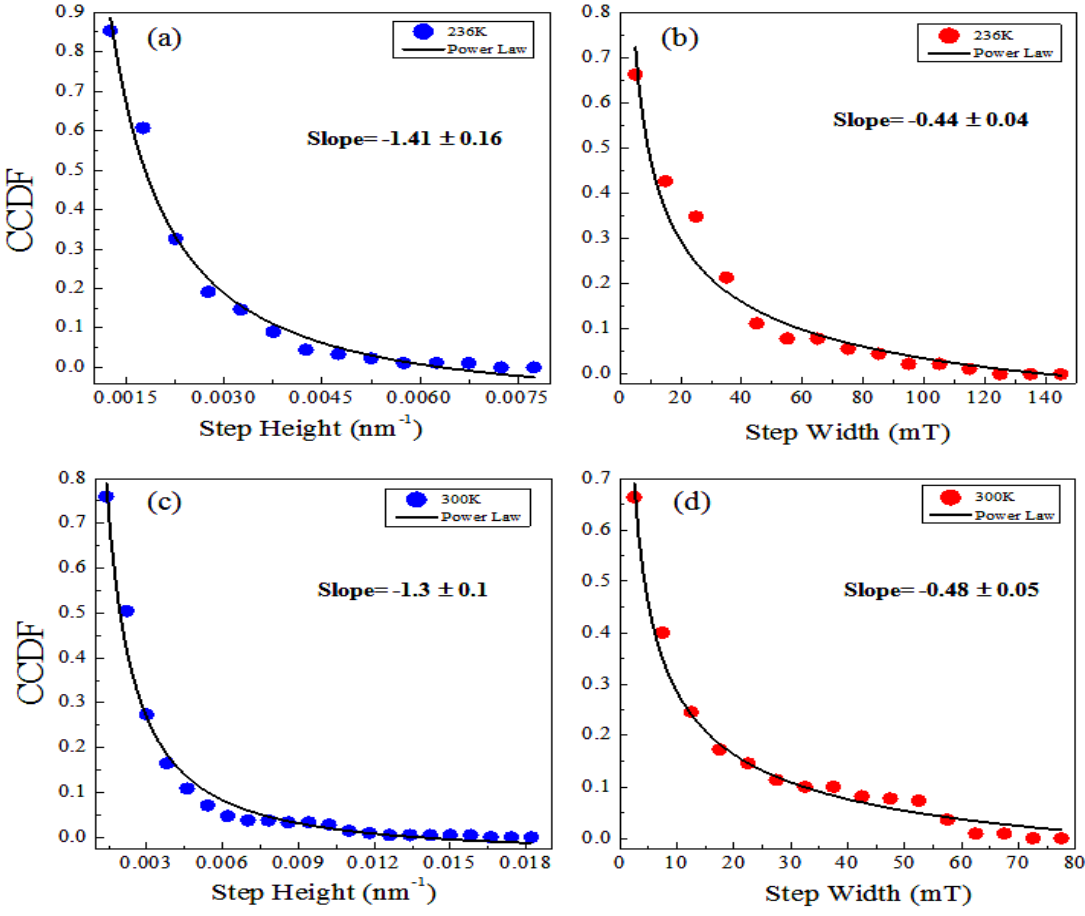 0.9
0.8
0.7
0.6
0.5
0.4
0.3
0.2
0.1
0.0
CCDF
(a)
236K
Power Law
Slope= -1.41 ± 0.16
0.0015 0.0030 0.0045 0.0060 0.0075
Step Height (nm⁻¹)
0.8
0.7
0.6
0.5
0.4
0.3
0.2
0.1
0.0
(b)
236K
Power Law
Slope= -0.44 ± 0.04
0 20 40 60 80 100 120 140
Step Width (mT)
0.8
0.7
0.6
0.5
0.4
0.3
0.2
0.1
0.0
CCDF
(c)
300K
Power Law
Slope= -1.3 ± 0.1
0.003 0.006 0.009 0.012 0.015 0.018
Step Height (nm⁻¹)
0.7
0.6
0.5
0.4
0.3
0.2
0.1
0.0
(d)
300K
Power Law
Slope= -0.48 ± 0.05
0 10 20 30 40 50 60 70 80
Step Width (mT)